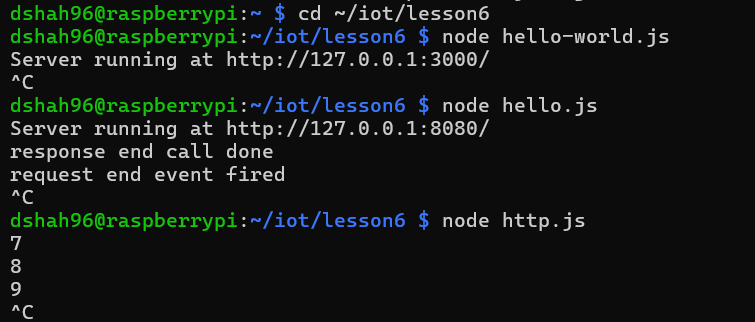 dshah96@raspberrypi:~ $ cd ~/iot/lesson6
dshah96@raspberrypi:~/iot/lesson6 $ node hello-world.js
Server running at http://127.0.0.1:3000/
^C
dshah96@raspberrypi:~/iot/lesson6 $ node hello.js
Server running at http://127.0.0.1:8080/
response end call done
request end event fired
^C
dshah96@raspberrypi:~/iot/lesson6 $ node http.js
7
8
9
^C